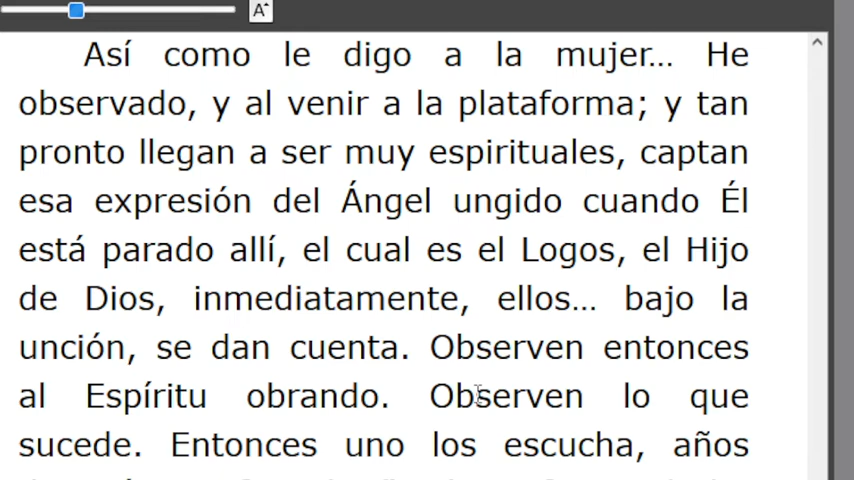 A
Así como le digo a la mujer... He
observado, y al venir a la plataforma; y tan
pronto llegan a ser muy espirituales, captan
esa expresión del Ángel ungido cuando Él
está parado allí, el cual es el Logos, el Hijo
de Dios, inmediatamente, ellos... bajo la
unción, se dan cuenta. Observen entonces
al Espíritu obrando. Observen lo que
sucede. Entonces uno los escucha, años